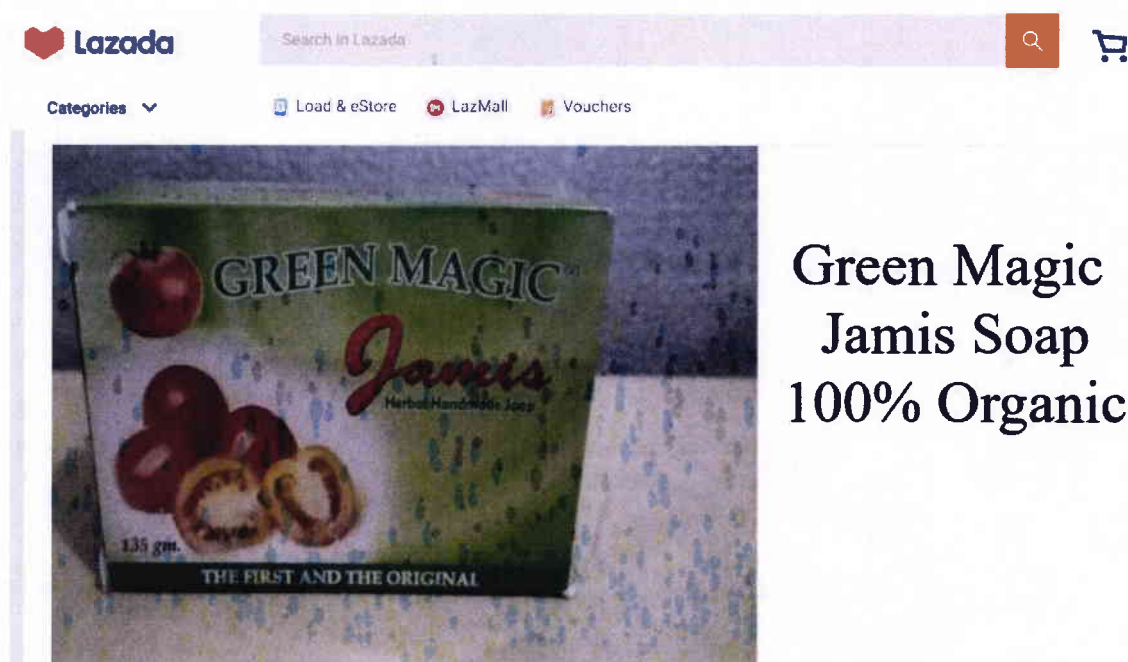 Lazada
Search in Lazada
Categories
Load & eStore
LazMall
Vouchers
GREEN MAGIC
Jamis
Herbal Handmade Soap
135 gm.
THE FIRST AND THE ORIGINAL
Green Magic
Jamis Soap
100% Organic